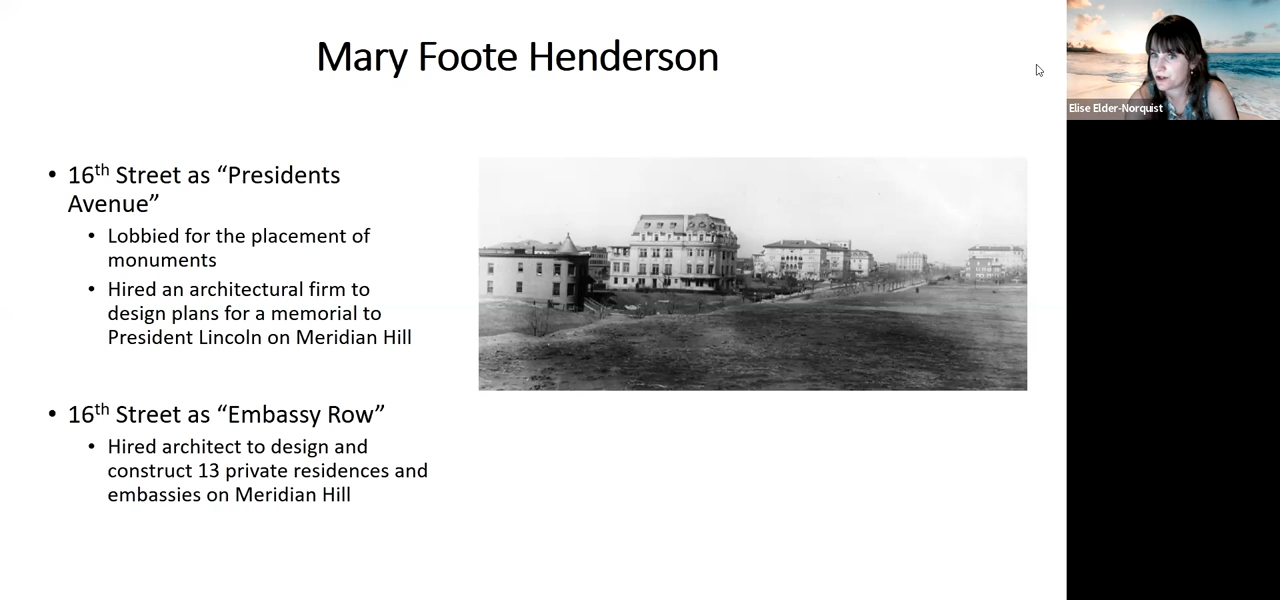 Mary Foote Henderson
Elise Elder-Norquist
• 16th Street as “Presidents
Avenue”
• Lobbied for the placement of
monuments
• Hired an architectural firm to
design plans for a memorial to
President Lincoln on Meridian Hill
• 16th Street as “Embassy Row”
• Hired architect to design and
construct 13 private residences and
embassies on Meridian Hill